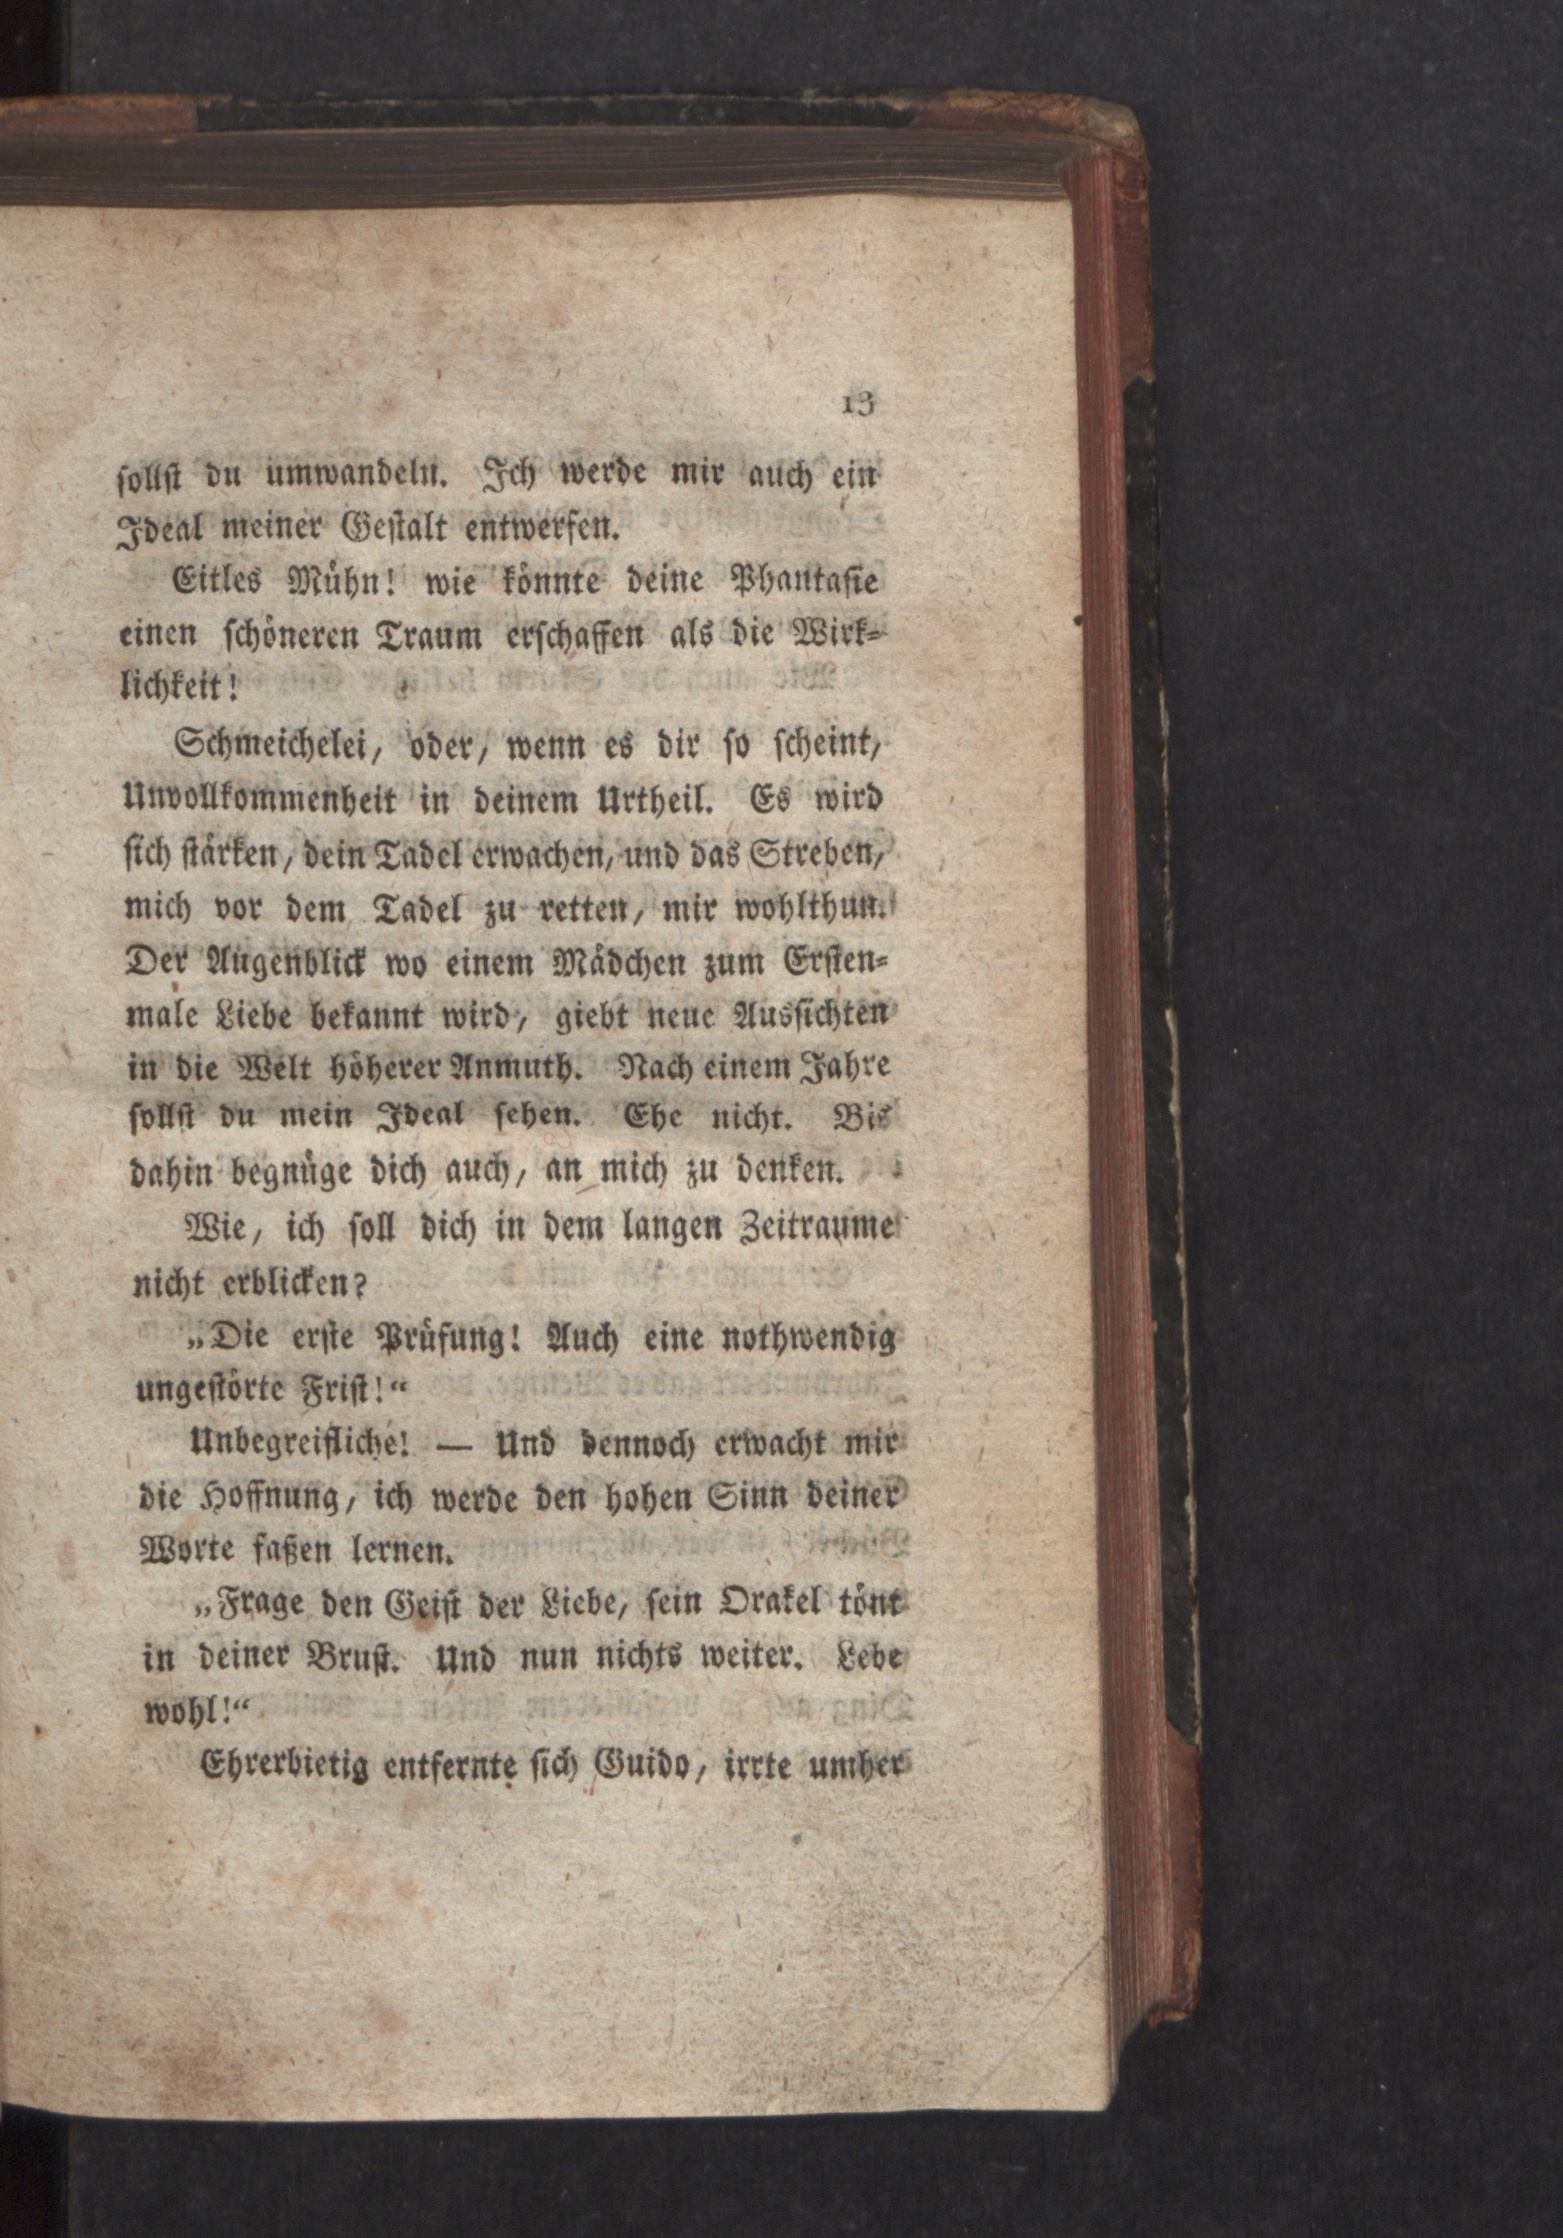 13
sollst du umwandeln. Ich werde mir auch ein
Ideal meiner Gestalt entwerfen.
Eitles Mühn! wie könnte deine Phantasie
einen schöneren Traum erschaffen als die Wirk-
lichkeit!
Schmeichelei, oder, wenn es dir so scheint,
Unvollkommenheit in deinem Urtheil. Es wird
sich stärken, dein Tadel erwachen, und das Streben,
mich vor dem Tadel zu retten, mir wohlthun.
Der Augenblick wo einem Mädchen zum Ersten-
male Liebe bekannt wird, giebt neue Aussichten
in die Welt höherer Anmuth. Nach einem Jahre
sollst du mein Ideal sehen. Ehe nicht. Bis
dahin begnüge dich auch, an mich zu denken.
Wie, ich soll dich in dem langen Zeitraume
nicht erblicken?
„Die erste Prüfung! Auch eine nothwendig
ungestörte Frist!“
Unbegreifliche! — Und dennoch erwacht mir
die Hoffnung, ich werde den hohen Sinn deiner
Worte faßen lernen.
„Frage den Geist der Liebe, sein Orakel tönt
in deiner Brust. Und nun nichts weiter. Lebe
wohl!“
Ehrerbietig entfernte sich Guido, irrte umher